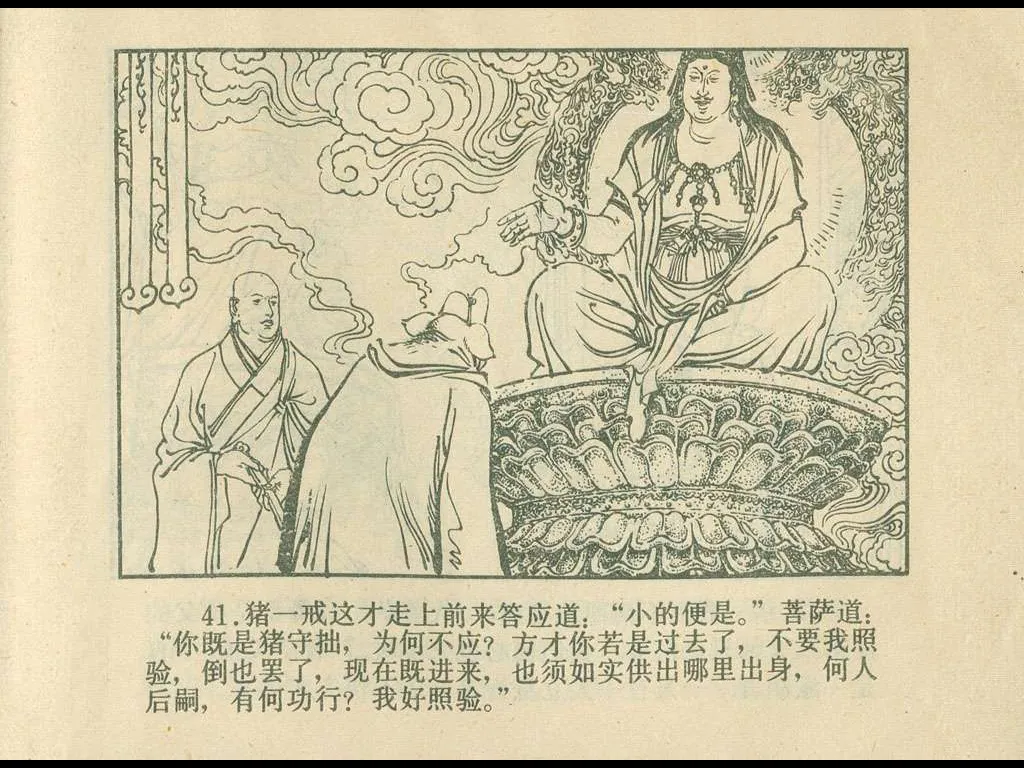 41.猪一戒这才走上前来答应道：“小的便是。”菩萨道：
“你既是猪守拙，为何不应？方才你若是过去了，不要我照
验，倒也罢了，现在既进来，也须如实供出哪里出身，何人
后嗣，有何功行？我好照验。”